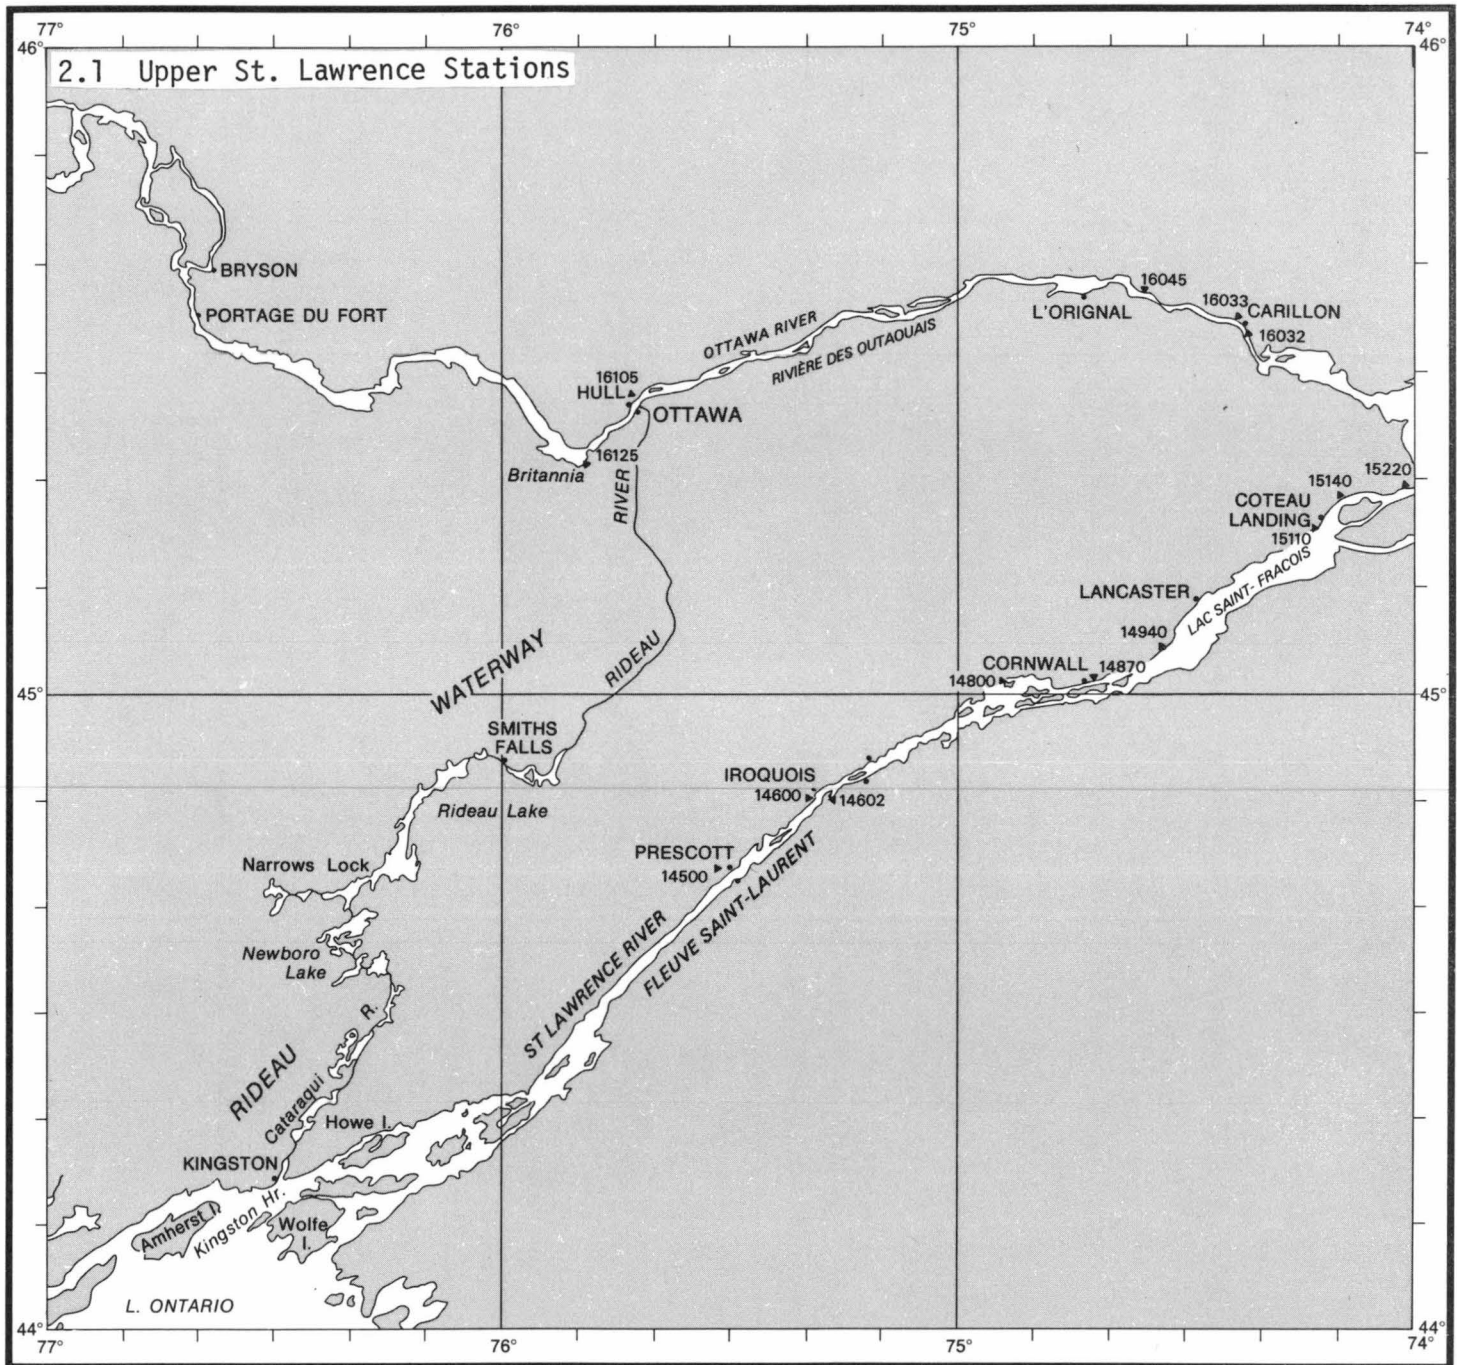 77°
76°
75°
74°
46°
46°
2.1 Upper St. Lawrence Stations
BRYSON
PORTAGE DU FORT
16045
L'ORIGNAL
16033
CARILLON
16032
OTTAWA RIVER
RIVIÈRE DES OUTAOUAIS
16105
HULL
OTTAWA
16125
Britannia
RIVER
RIDEAU
15220
15140
COTEAU
LANDING
15110
LAC SAINT-FRACOIS
LANCASTER
14940
CORNWALL
14870
14800
45°
45°
WATERWAY
SMITHS
FALLS
Rideau Lake
IROQUOIS
14600
14602
PRESCOTT
14500
ST LAWRENCE RIVER
FLEUVE SAINT-LAURENT
Narrows Lock
Newboro
Lake
RIDEAU
Cataraqui R.
Howe I.
KINGSTON
Kingston Hr.
Amherst I.
Wolfe
I.
L. ONTARIO
44°
44°
77°
76°
75°
74°